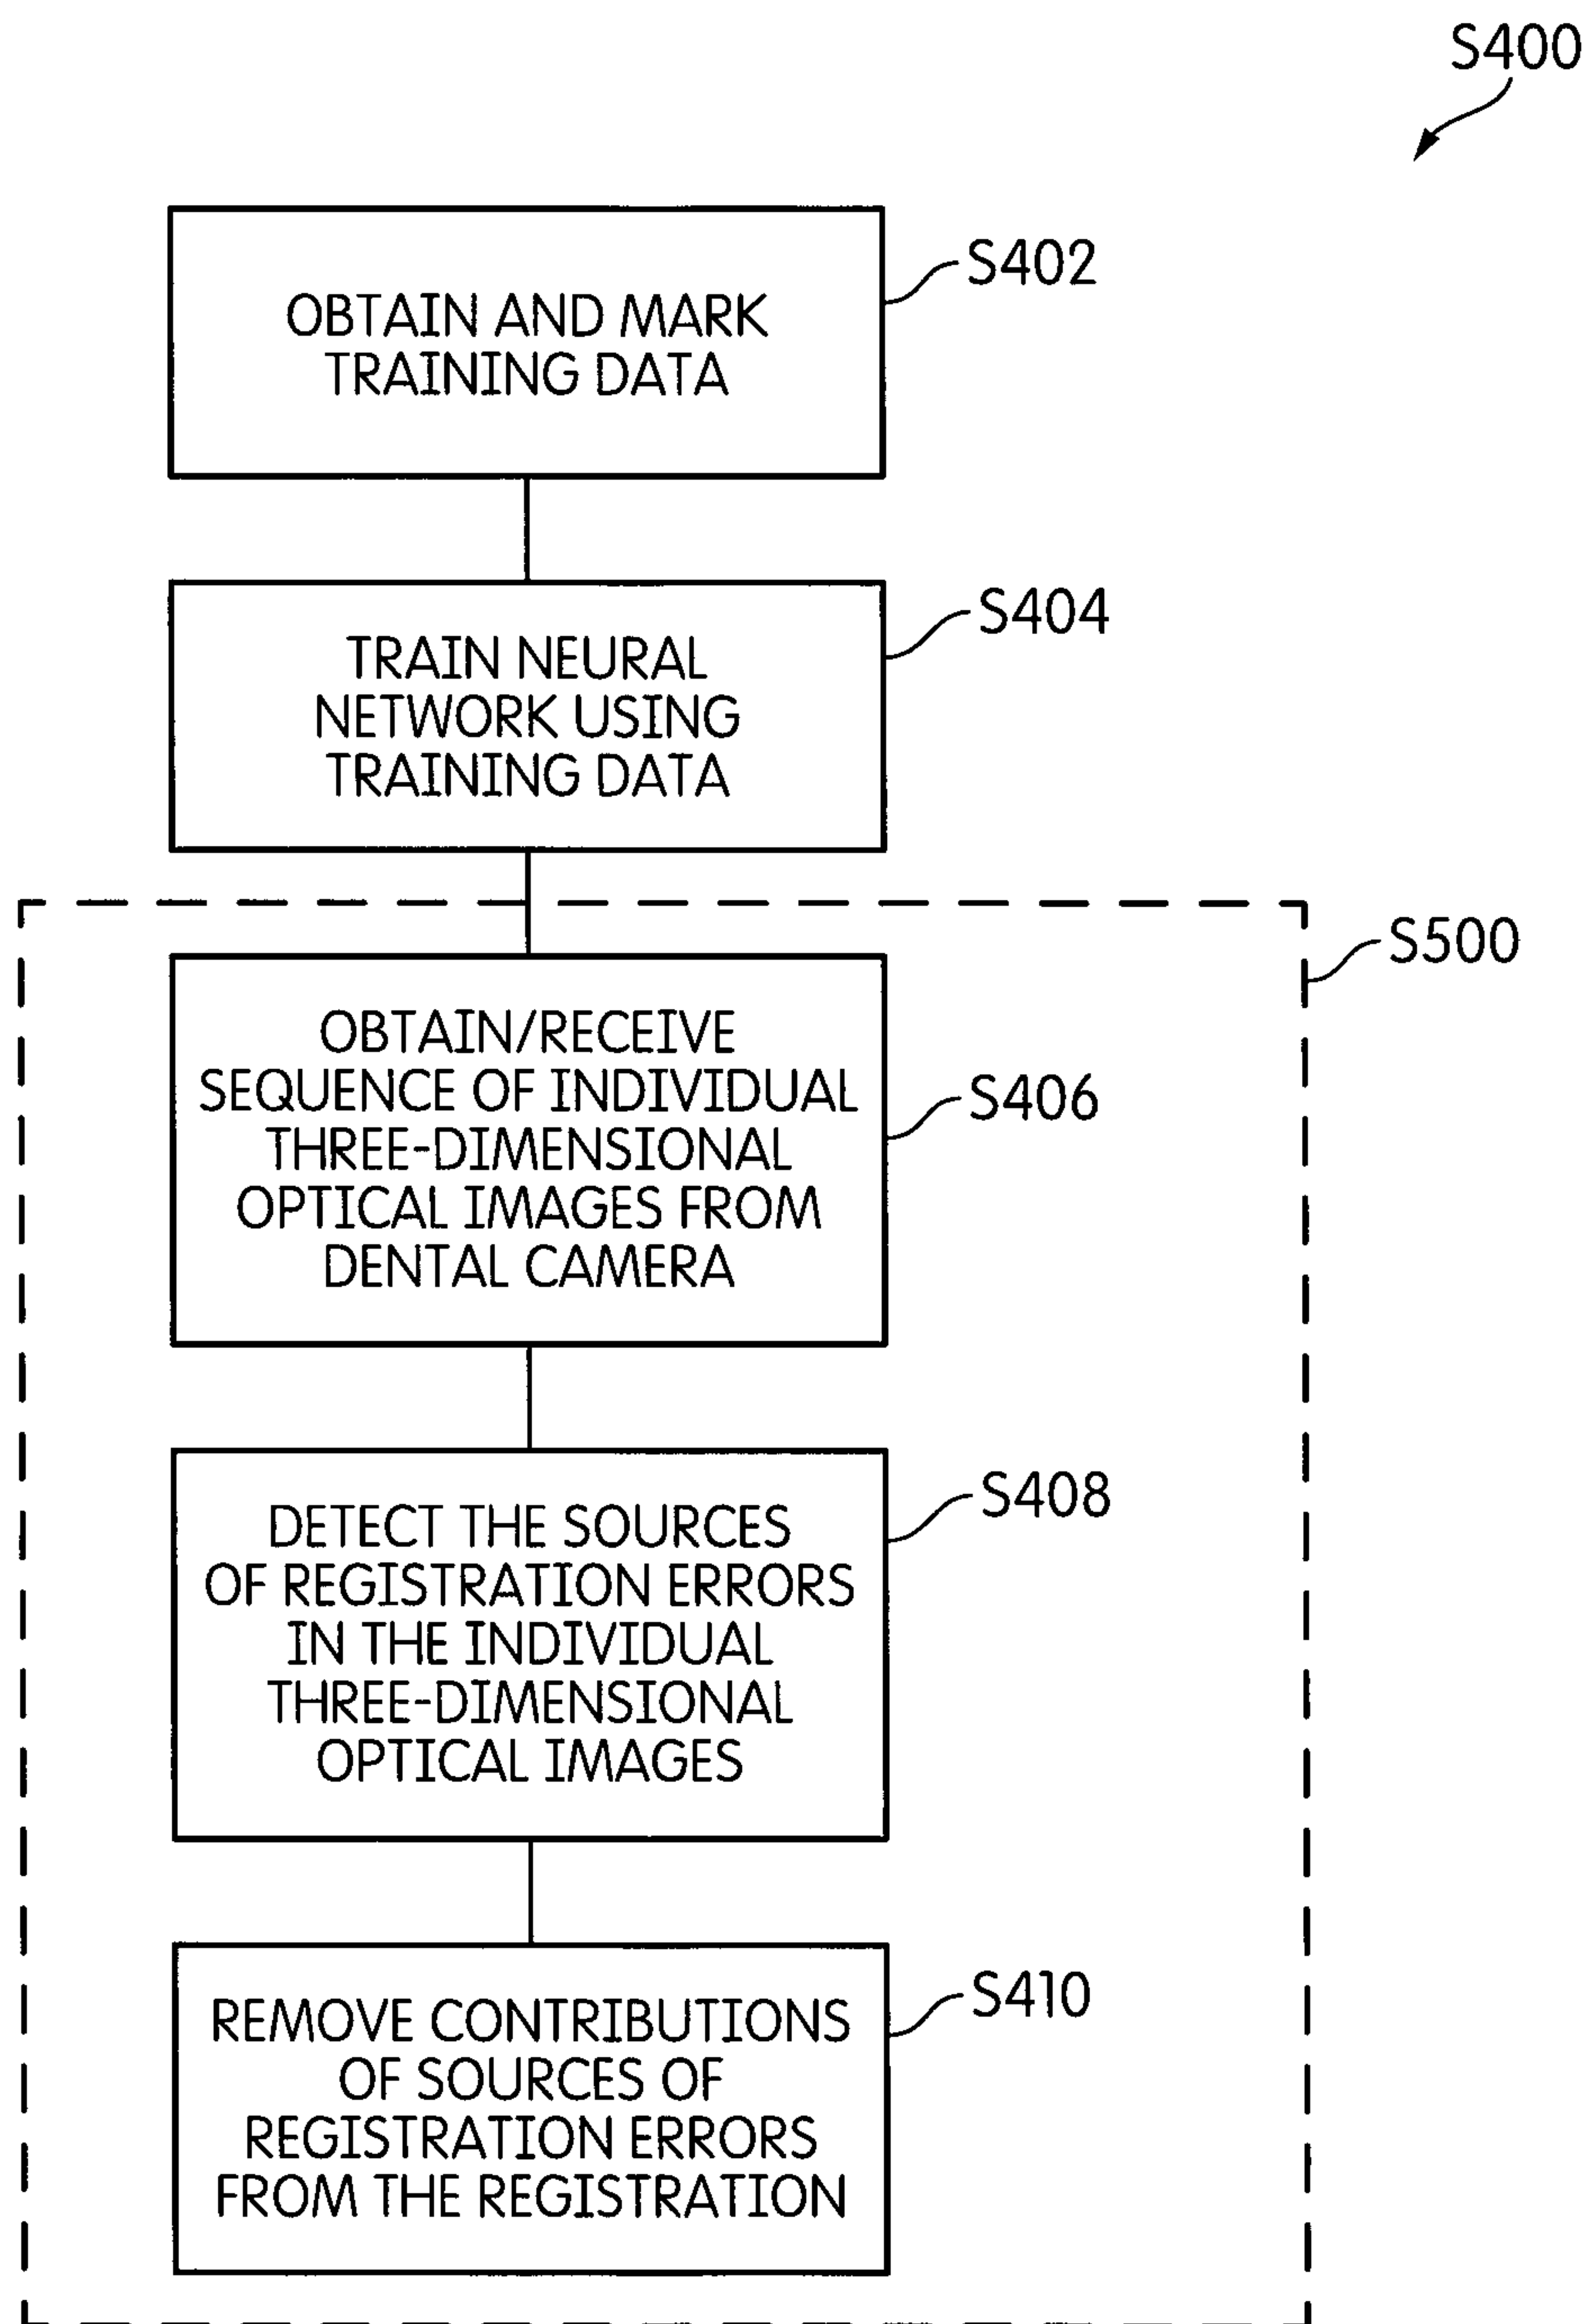 S400
OBTAIN AND MARK
TRAINING DATA
S402
TRAIN NEURAL
NETWORK USING
TRAINING DATA
S404
S500
OBTAIN/RECEIVE
SEQUENCE OF INDIVIDUAL
THREE-DIMENSIONAL
OPTICAL IMAGES FROM
DENTAL CAMERA
S406
DETECT THE SOURCES
OF REGISTRATION ERRORS
IN THE INDIVIDUAL
THREE-DIMENSIONAL
OPTICAL IMAGES
S408
REMOVE CONTRIBUTIONS
OF SOURCES OF
REGISTRATION ERRORS
FROM THE REGISTRATION
S410